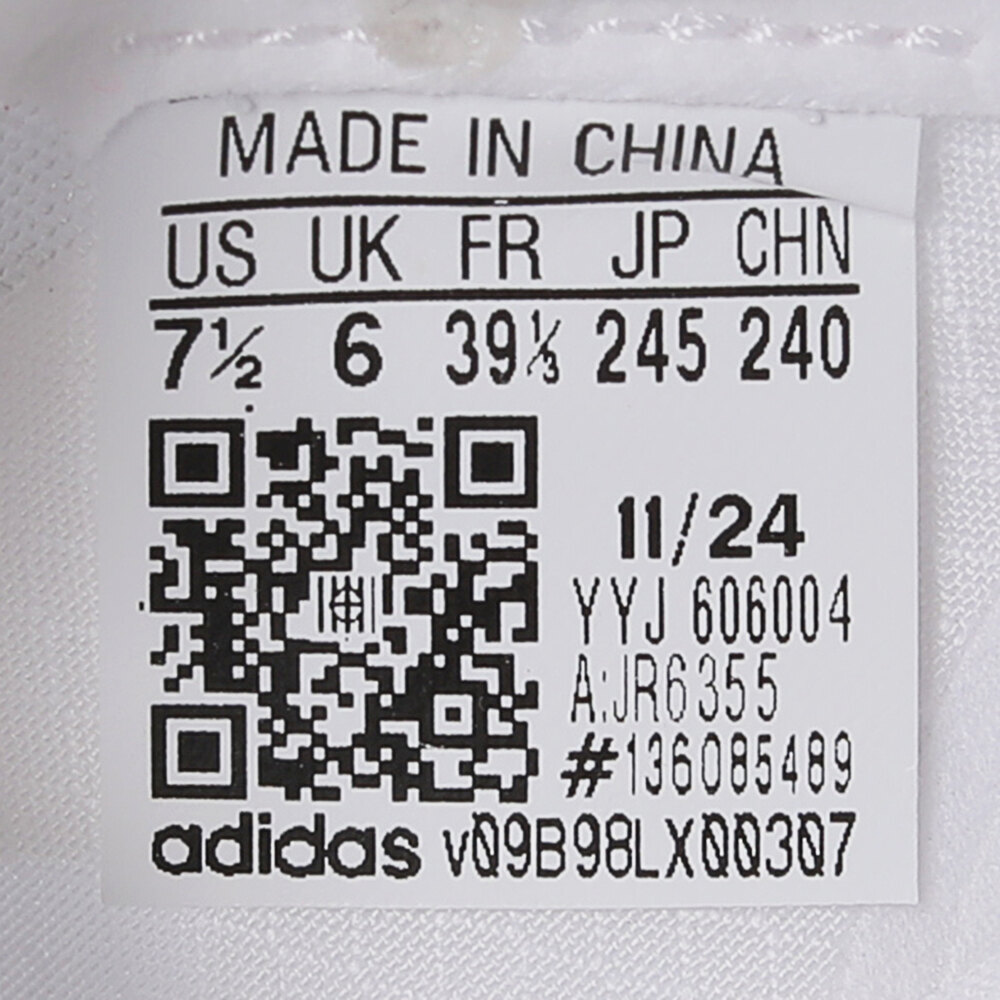 MADE IN CHINA
US UK FR JP CHN
7½ 6 39⅓ 245 240
11/24
YYJ 606004
A:JR6355
#136085489
adidas v09B98LX00307